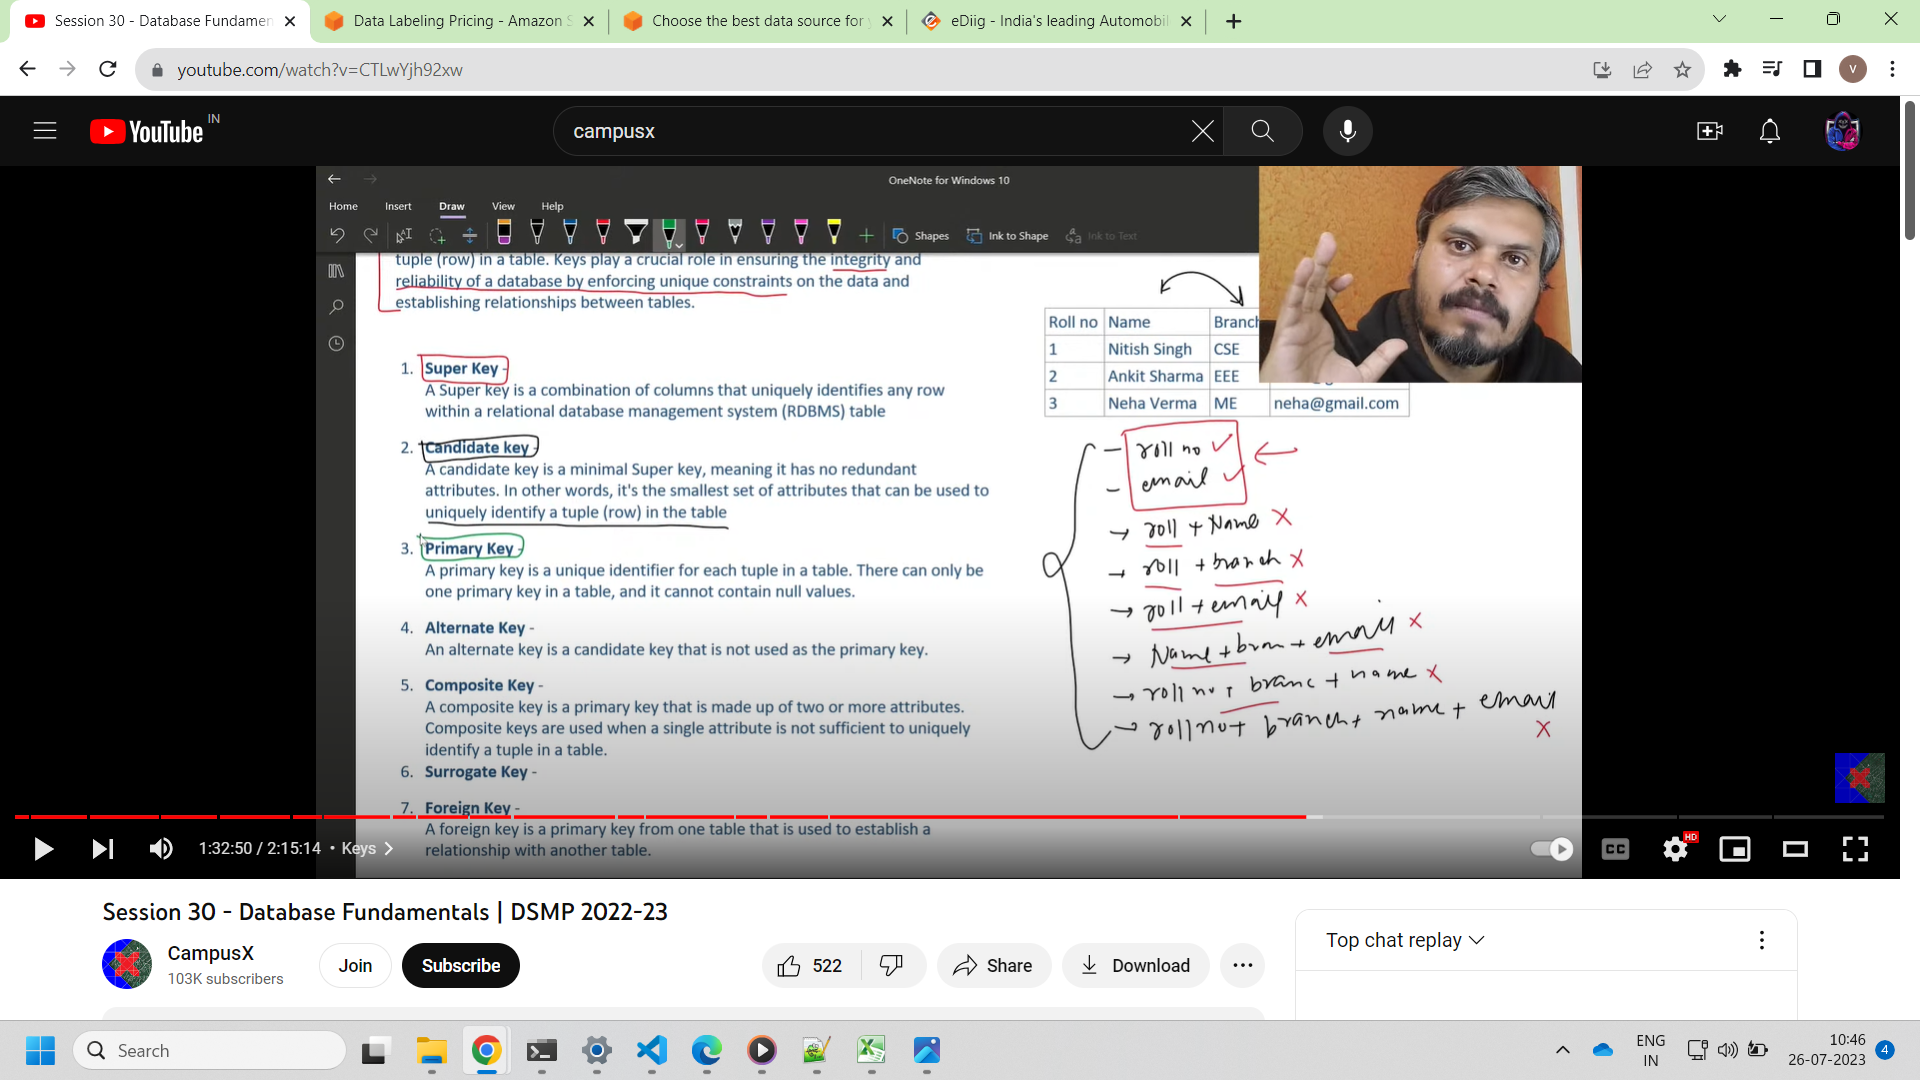 Session 30 - Database Fundamen
Data Labeling Pricing - Amazon S
Choose the best data source for y
eDiig - India's leading Automobil
youtube.com/watch?v=CTLwYjh92xw
V
YouTube IN
campusx
OneNote for Windows 10
Home Insert Draw View Help
Shapes Ink to Shape Ink to Text
tuple (row) in a table. Keys play a crucial role in ensuring the integrity and
reliability of a database by enforcing unique constraints on the data and
establishing relationships between tables.
1. Super Key -
A Super key is a combination of columns that uniquely identifies any row
within a relational database management system (RDBMS) table
2. Candidate key -
A candidate key is a minimal Super key, meaning it has no redundant
attributes. In other words, it's the smallest set of attributes that can be used to
uniquely identify a tuple (row) in the table
3. Primary Key -
A primary key is a unique identifier for each tuple in a table. There can only be
one primary key in a table, and it cannot contain null values.
4. Alternate Key -
An alternate key is a candidate key that is not used as the primary key.
5. Composite Key -
A composite key is a primary key that is made up of two or more attributes.
Composite keys are used when a single attribute is not sufficient to uniquely
identify a tuple in a table.
6. Surrogate Key -
7. Foreign Key -
A foreign key is a primary key from one table that is used to establish a
relationship with another table.
Roll no Name Branch
1 Nitish Singh CSE
2 Ankit Sharma EEE
3 Neha Verma ME neha@gmail.com
- roll no ✓
- email ✓
→ roll + Name X
→ roll + branch X
→ roll + email X
→ Name + bran + email X
→ roll no + branc + name X
→ roll no + branch + name + email
X
1:32:50 / 2:15:14 • Keys
CC
HD
Session 30 - Database Fundamentals | DSMP 2022-23
CampusX
103K subscribers
Join
Subscribe
522
Share
Download
Top chat replay
Search
ENG
IN
10:46
26-07-2023
4